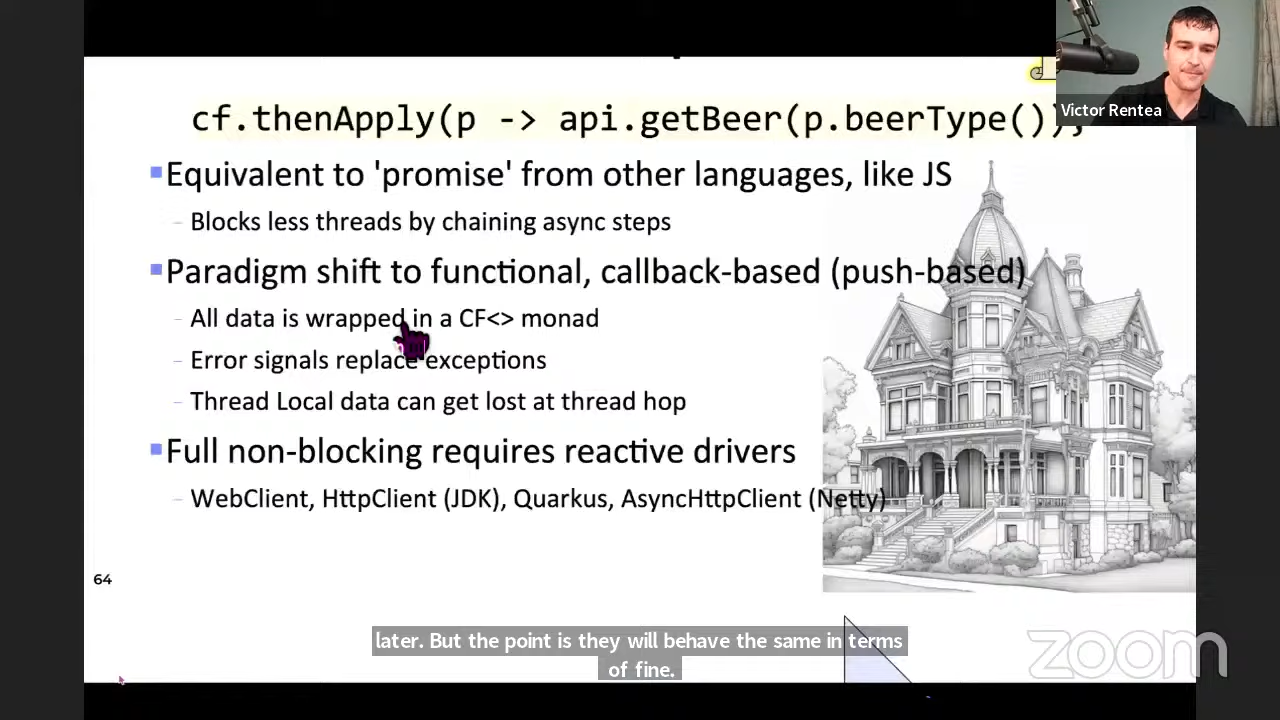 Victor Rentea
cf.thenApply(p -> api.getBeer(p.beerType());
Equivalent to 'promise' from other languages, like JS
Blocks less threads by chaining async steps
Paradigm shift to functional, callback-based (push-based)
All data is wrapped in a CF<> monad
Error signals replace exceptions
Thread Local data can get lost at thread hop
Full non-blocking requires reactive drivers
WebClient, HttpClient (JDK), Quarkus, AsyncHttpClient (Netty)
64
later. But the point is they will behave the same in terms
of fine.
zoom